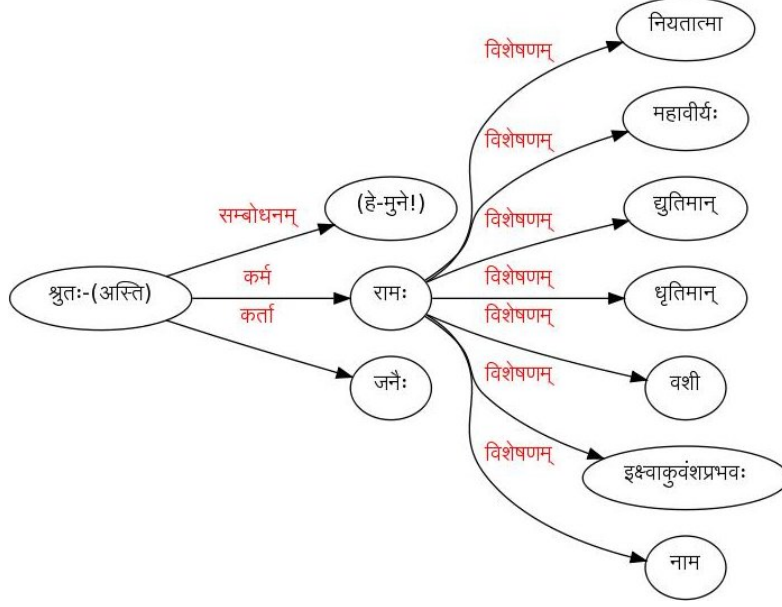 नियतात्मा
विशेषणम्
महावीर्यः
विशेषणम्
(हे-मुने!)
द्युतिमान्
सम्बोधनम्
विशेषणम्
श्रुतः-(अस्ति)
कर्म
रामः
विशेषणम्
धृतिमान्
कर्ता
विशेषणम्
जनैः
वशी
विशेषणम्
इक्ष्वाकुवंशप्रभवः
विशेषणम्
नाम